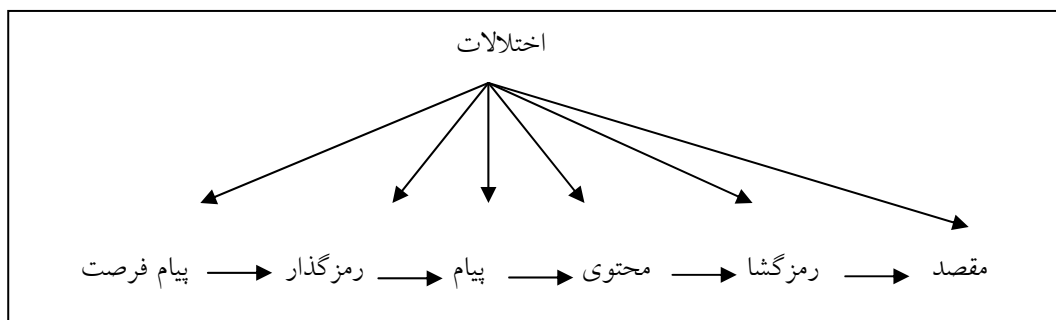 اختلالات
پیام فرصت رمزگذار پیام محتوی رمزگشا مقصد